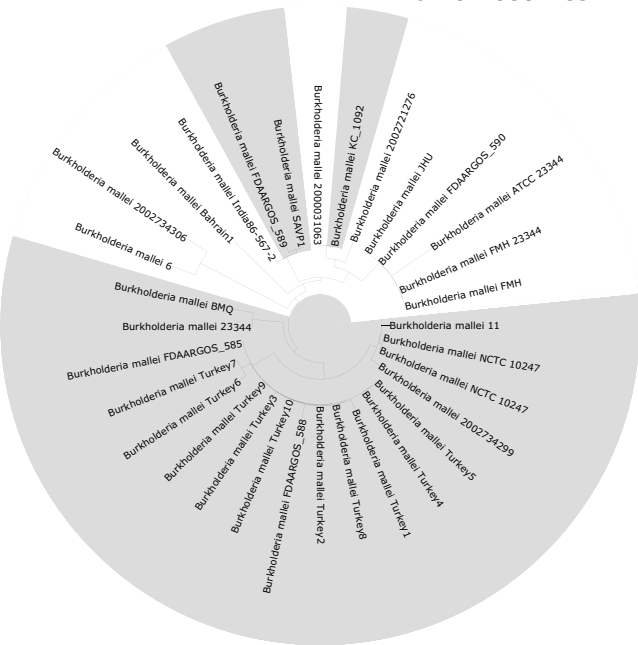 Burkholderia mallei 2000031063
Burkholderia mallei KC_1092
Burkholderia mallei 2002721276
Burkholderia mallei JHU
Burkholderia mallei FDAARGOS_590
Burkholderia mallei ATCC 23344
Burkholderia mallei FMH 23344
Burkholderia mallei FMH
Burkholderia mallei 11
Burkholderia mallei NCTC 10247
Burkholderia mallei NCTC 10247
Burkholderia mallei 2002734299
Burkholderia mallei Turkey5
Burkholderia mallei Turkey4
Burkholderia mallei Turkey1
Burkholderia mallei Turkey8
Burkholderia mallei Turkey2
Burkholderia mallei FDAARGOS_588
Burkholderia mallei Turkey10
Burkholderia mallei Turkey3
Burkholderia mallei Turkey9
Burkholderia mallei Turkey6
Burkholderia mallei Turkey7
Burkholderia mallei FDAARGOS_585
Burkholderia mallei 23344
Burkholderia mallei BMQ
Burkholderia mallei 6
Burkholderia mallei 2002734306
Burkholderia mallei Bahrain1
Burkholderia mallei India86-567-2
Burkholderia mallei FDAARGOS_589
Burkholderia mallei SAVP1